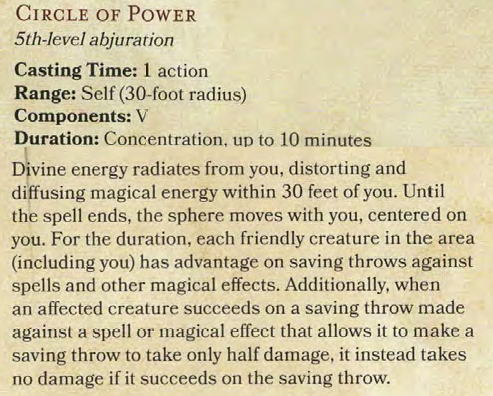 CIRCLE OF POWER
5th-level abjuration
Casting Time: 1 action
Range: Self (30-foot radius)
Components: V
Duration: Concentration, up to 10 minutes
Divine energy radiates from you, distorting and
diffusing magical energy within 30 feet of you. Until
the spell ends, the sphere moves with you, centered on
you. For the duration, each friendly creature in the area
(including you) has advantage on saving throws against
spells and other magical effects. Additionally, when
an affected creature succeeds on a saving throw made
against a spell or magical effect that allows it to make a
saving throw to take only half damage, it instead takes
no damage if it succeeds on the saving throw.